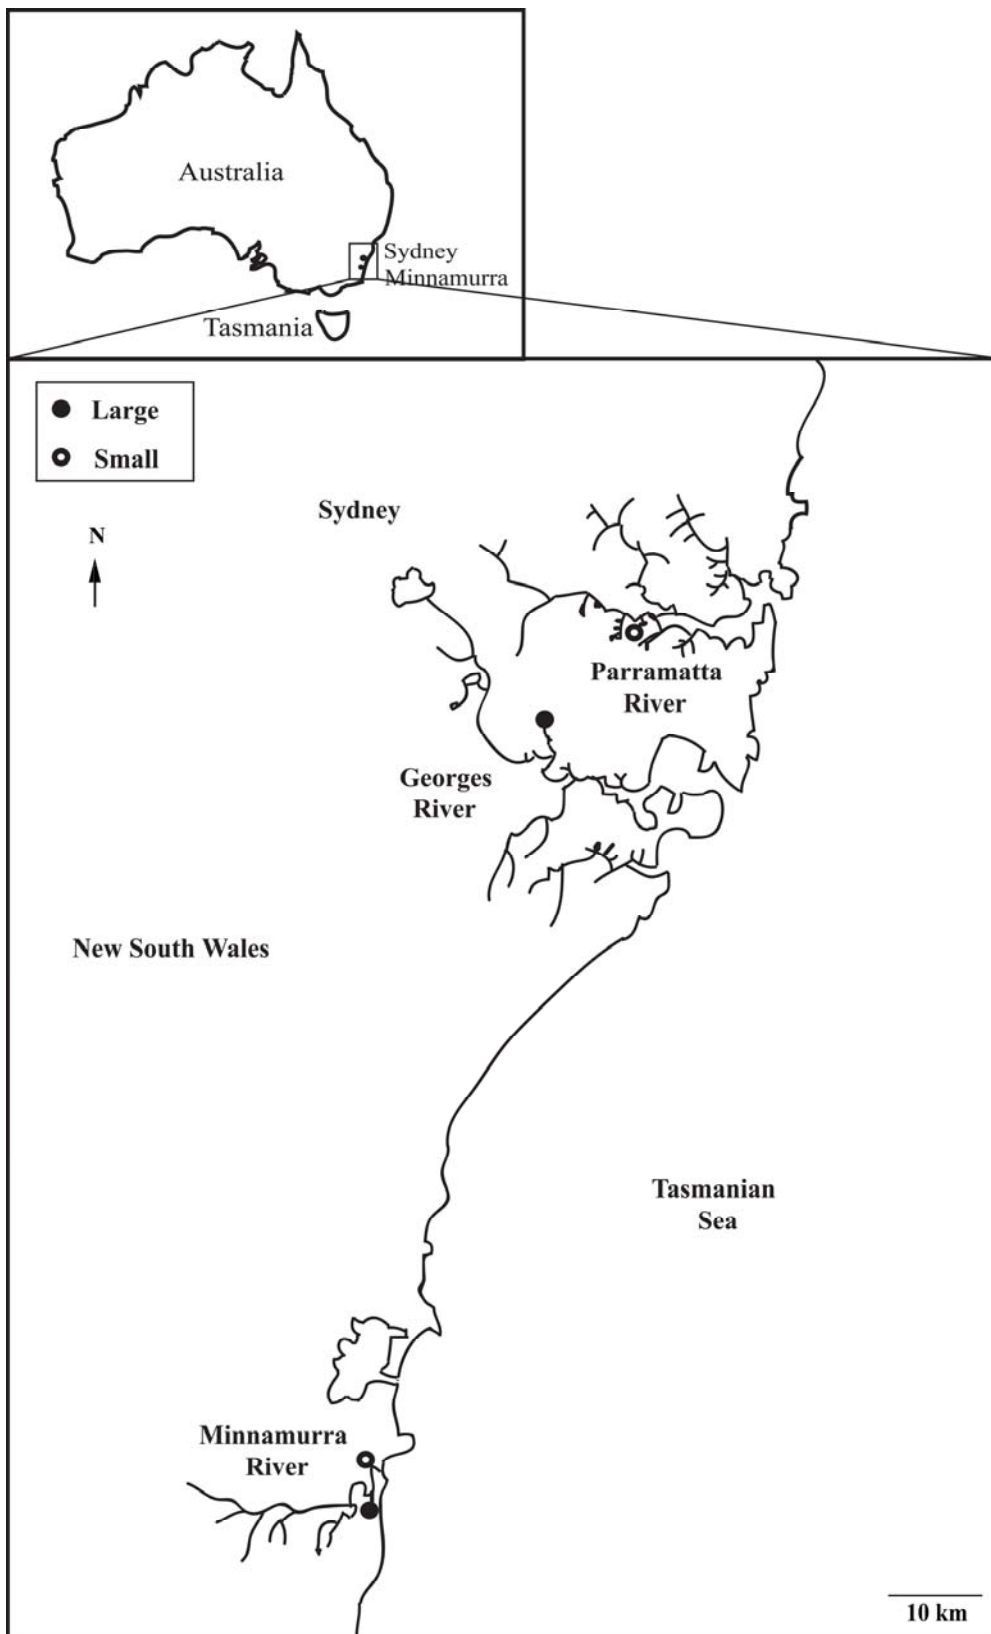 Australia
Sydney
Minnamurra
Tasmania
Large
Small
N
Sydney
Parramatta
River
Georges
River
New South Wales
Tasmanian
Sea
Minnamurra
River
10 km